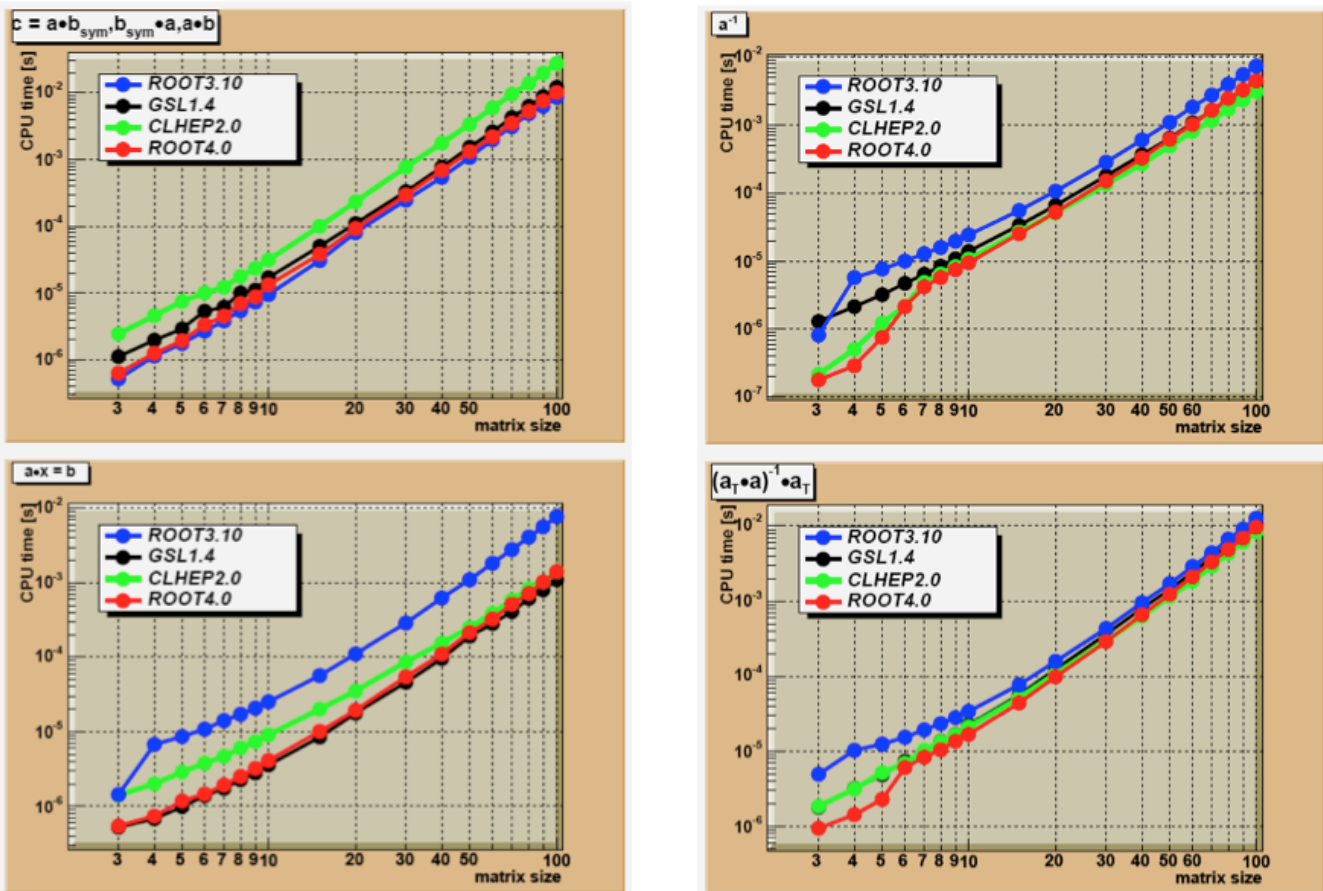 c = a•b_sym,b_sym•a,a•b
CPU time [s]
ROOT3.10
GSL1.4
CLHEP2.0
ROOT4.0
10^-2
10^-3
10^-4
10^-5
10^-6
3 4 5 6 7 8 9 10 20 30 40 50 60 70 100
matrix size
a^-1
CPU time [s]
ROOT3.10
GSL1.4
CLHEP2.0
ROOT4.0
10^-2
10^-3
10^-4
10^-5
10^-6
10^-7
3 4 5 6 7 8 9 10 20 30 40 50 60 100
matrix size
a•x = b
CPU time [s]
ROOT3.10
GSL1.4
CLHEP2.0
ROOT4.0
10^-2
10^-3
10^-4
10^-5
10^-6
3 4 5 6 7 8 9 10 20 30 40 50 100
matrix size
(a_T•a)^-1•a_T
CPU time [s]
ROOT3.10
GSL1.4
CLHEP2.0
ROOT4.0
10^-2
10^-3
10^-4
10^-5
10^-6
3 4 5 6 7 8 9 10 20 30 40 50 60 100
matrix size